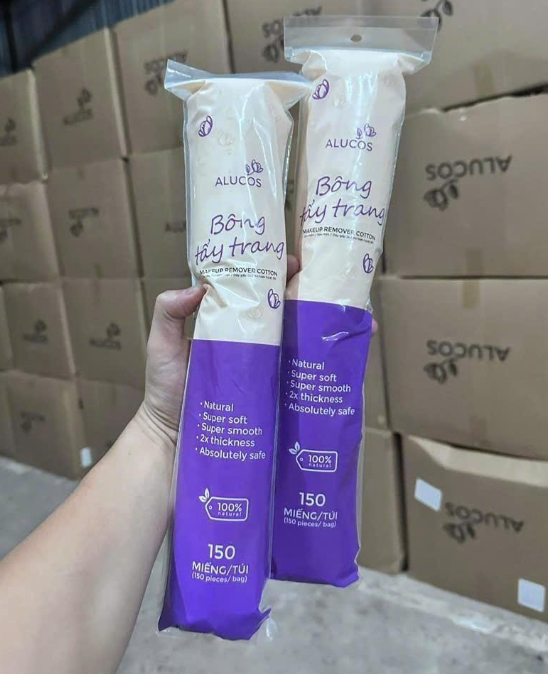 ALUCOS
Bông
tẩy trang
MAKEUP REMOVER COTTON
• Natural
• Super soft
• Super smooth
• 2x thickness
• Absolutely safe
100%
natural
150
MIẾNG/TÚI
(150 pieces/ bag)
ALUCOS
Bông
tẩy trang
MAKEUP REMOVER COTTON
• Natural
• Super soft
• Super smooth
• 2x thickness
• Absolutely safe
100%
natural
150
MIẾNG/TÚI
(150 pieces/ bag)
ALUCOS
ALUCOS
ALUCOS